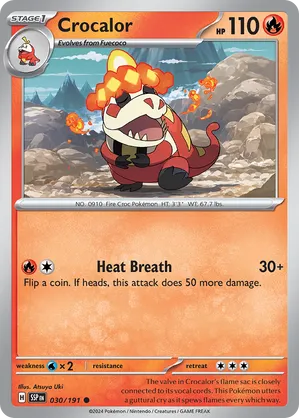 STAGE 1
Crocalor
HP 110
Evolves from Fuecoco
NO. 0910 Fire Croc Pokémon HT: 3'3" WT: 67.7 lbs.
Heat Breath 30+
Flip a coin. If heads, this attack does 50 more damage.
weakness ×2 resistance retreat
Illus. Atsuya Uki
H SSP EN 030/191
The valve in Crocalor's flame sac is closely
connected to its vocal cords. This Pokémon utters
a guttural cry as it spews flames every which way.
©2024 Pokémon / Nintendo / Creatures / GAME FREAK